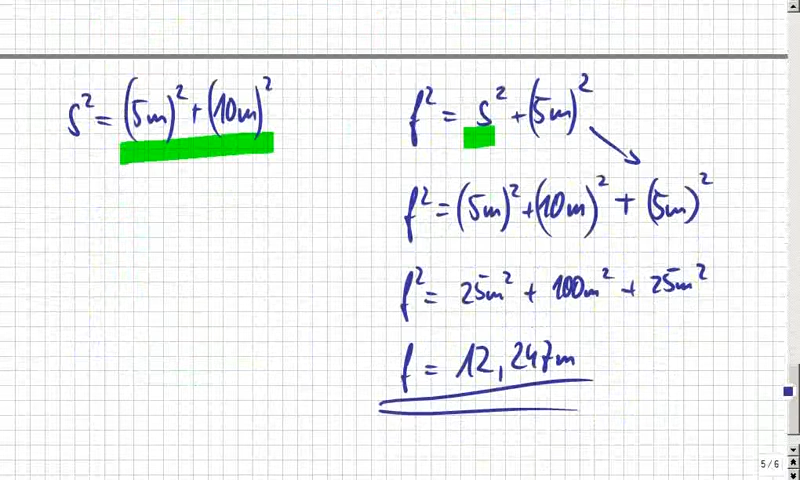 s² = (5m)² + (10m)²
f² = s² + (5m)²
f² = (5m)² + (10m)² + (5m)²
f² = 25m² + 100m² + 25m²
f = 12,247m
5 / 6